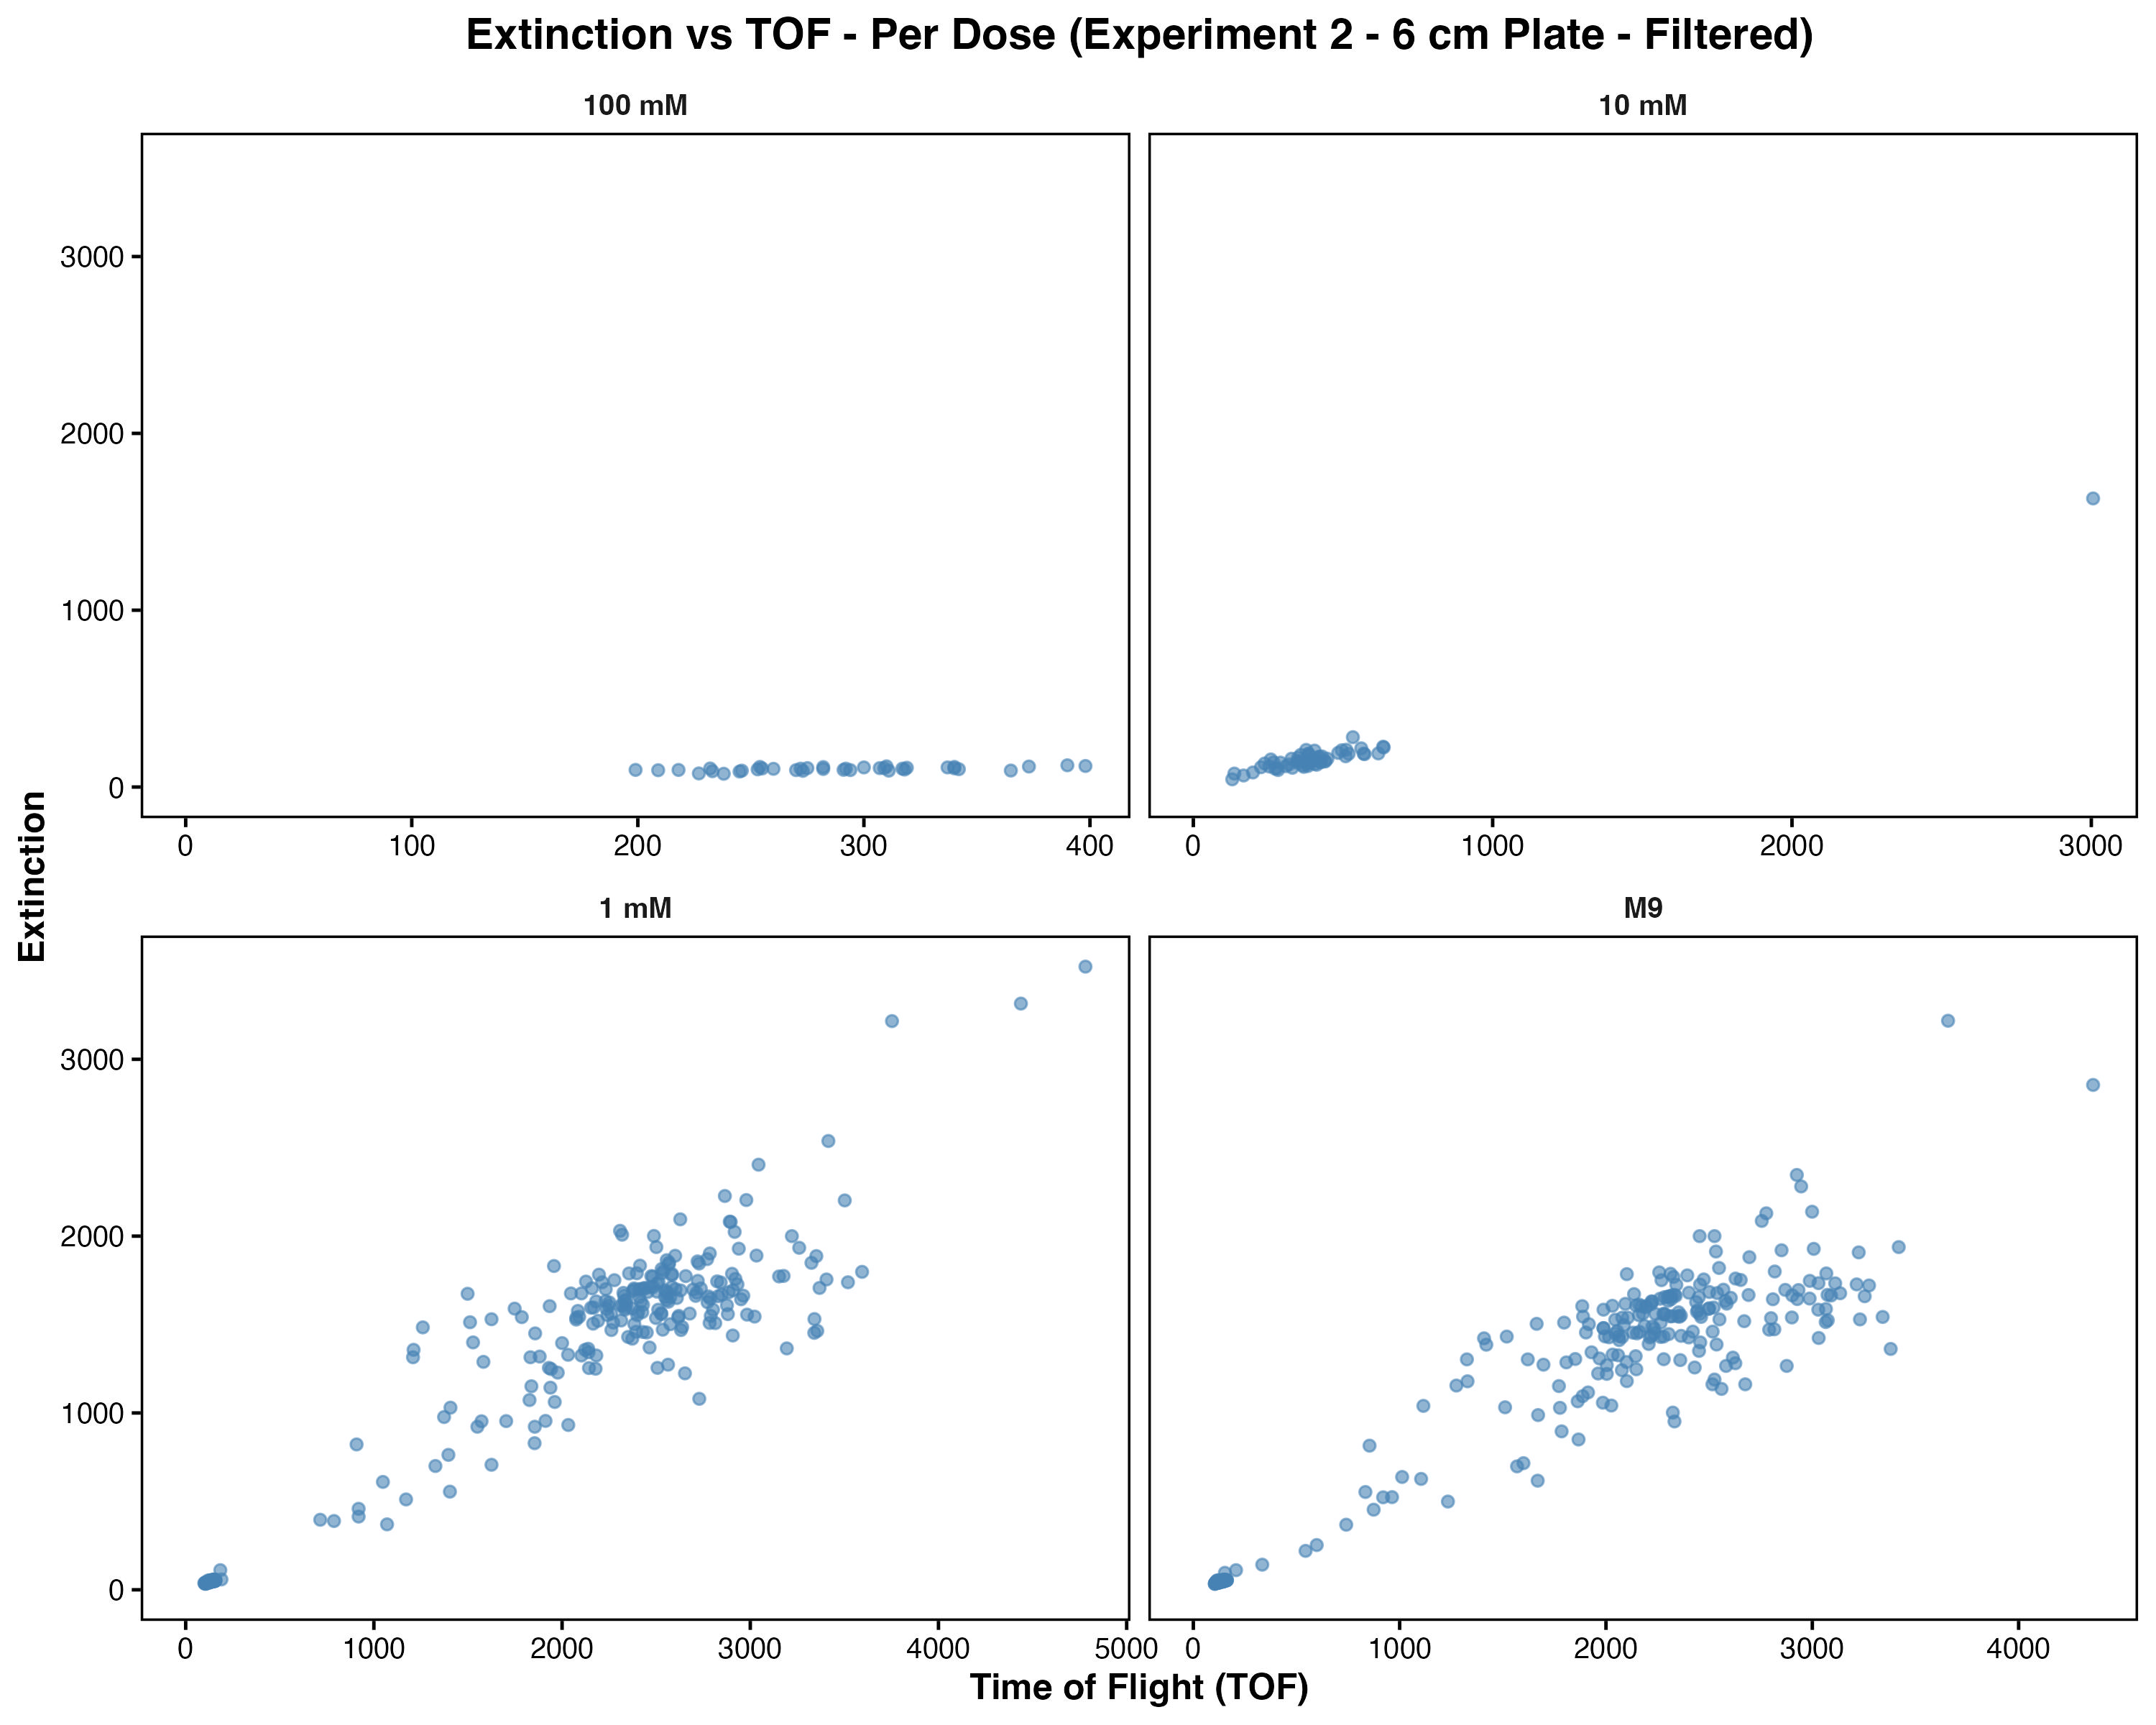 Extinction vs TOF - Per Dose (Experiment 2 - 6 cm Plate - Filtered)
100 mM
10 mM
3000
2000
1000
0
0 100 200 300 400
0 1000 2000 3000
Extinction
1 mM
M9
3000
2000
1000
0
0 1000 2000 3000 4000 5000
0 1000 2000 3000 4000
Time of Flight (TOF)